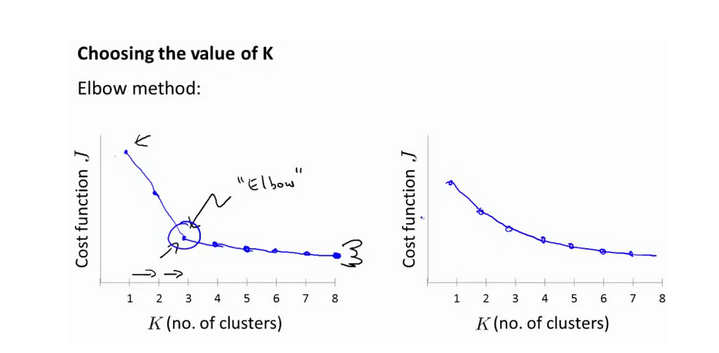 Choosing the value of K
Elbow method:
"Elbow"
Cost function J
1 2 3 4 5 6 7 8
K (no. of clusters)
Cost function J
1 2 3 4 5 6 7 8
K (no. of clusters)